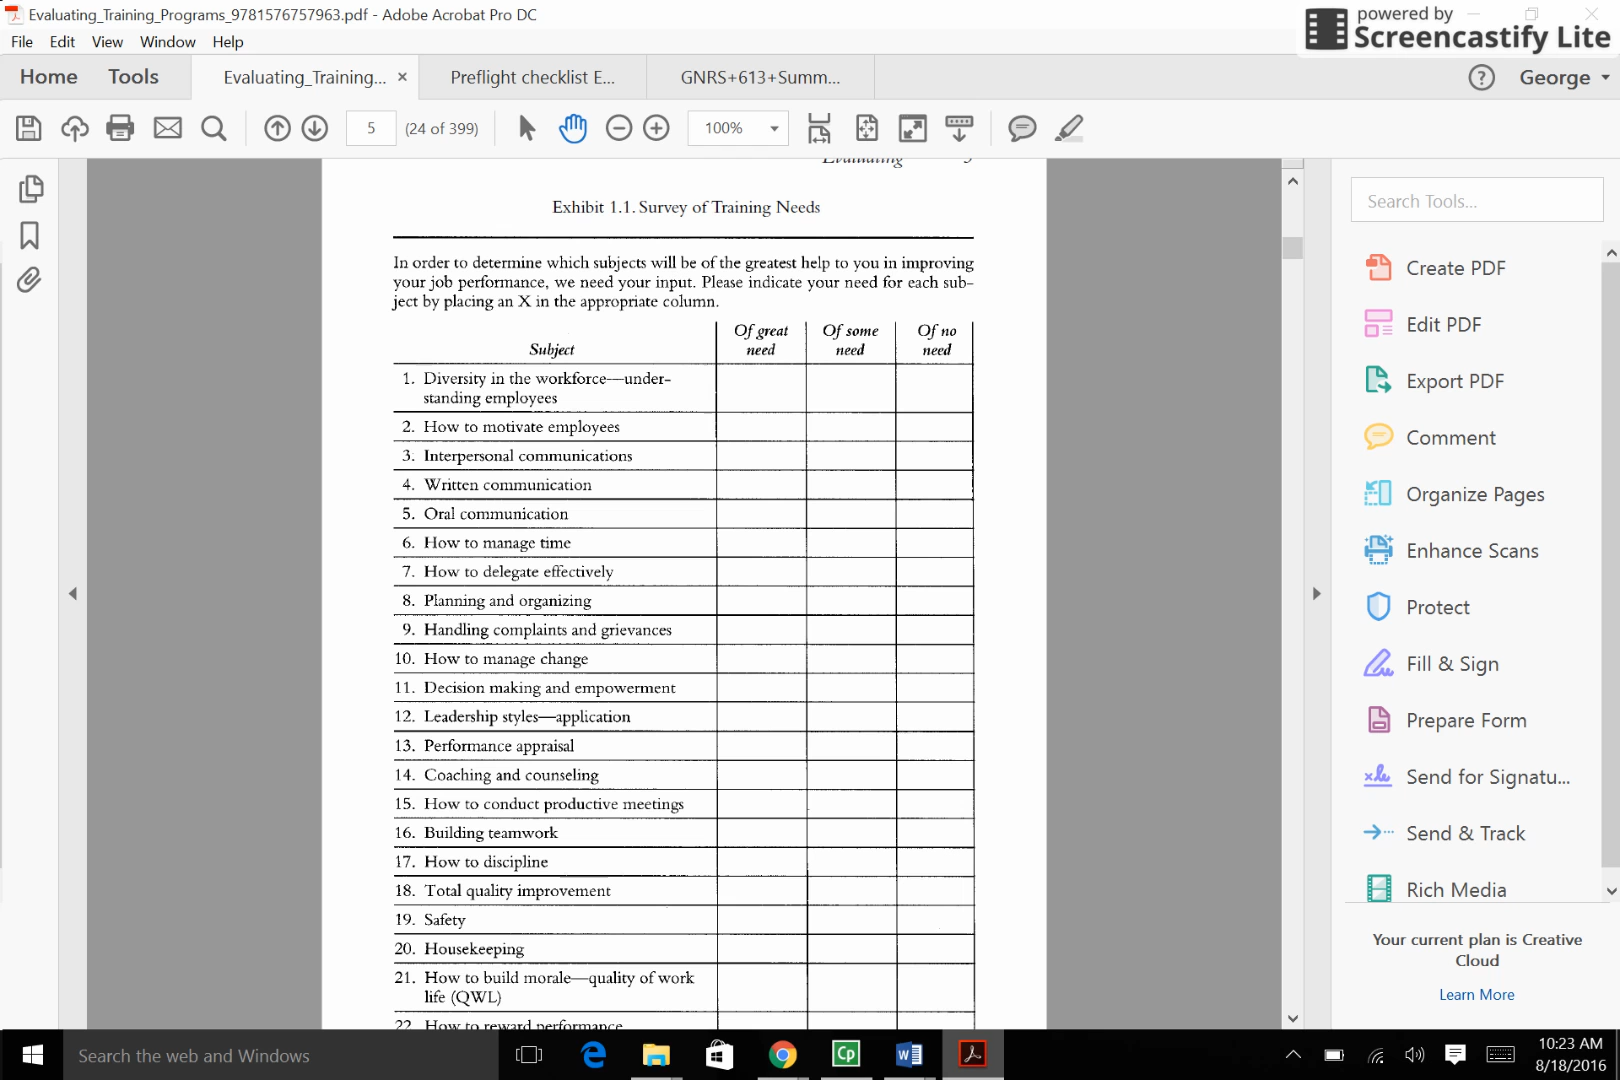 Evaluating_Training_Programs_9781576757963.pdf - Adobe Acrobat Pro DC
powered by
Screencastify Lite
File Edit View Window Help
Home Tools Evaluating_Training... × Preflight checklist E... GNRS+613+Summ... ? George
5 (24 of 399) 100%
Evaluating 5
Exhibit 1.1. Survey of Training Needs
In order to determine which subjects will be of the greatest help to you in improving
your job performance, we need your input. Please indicate your need for each sub-
ject by placing an X in the appropriate column.
Of great Of some Of no
Subject need need need
1. Diversity in the workforce—under-
standing employees
2. How to motivate employees
3. Interpersonal communications
4. Written communication
5. Oral communication
6. How to manage time
7. How to delegate effectively
8. Planning and organizing
9. Handling complaints and grievances
10. How to manage change
11. Decision making and empowerment
12. Leadership styles—application
13. Performance appraisal
14. Coaching and counseling
15. How to conduct productive meetings
16. Building teamwork
17. How to discipline
18. Total quality improvement
19. Safety
20. Housekeeping
21. How to build morale—quality of work
life (QWL)
22. How to reward performance
Search Tools...
Create PDF
Edit PDF
Export PDF
Comment
Organize Pages
Enhance Scans
Protect
Fill & Sign
Prepare Form
Send for Signatu...
Send & Track
Rich Media
Your current plan is Creative
Cloud
Learn More
Search the web and Windows
10:23 AM
8/18/2016